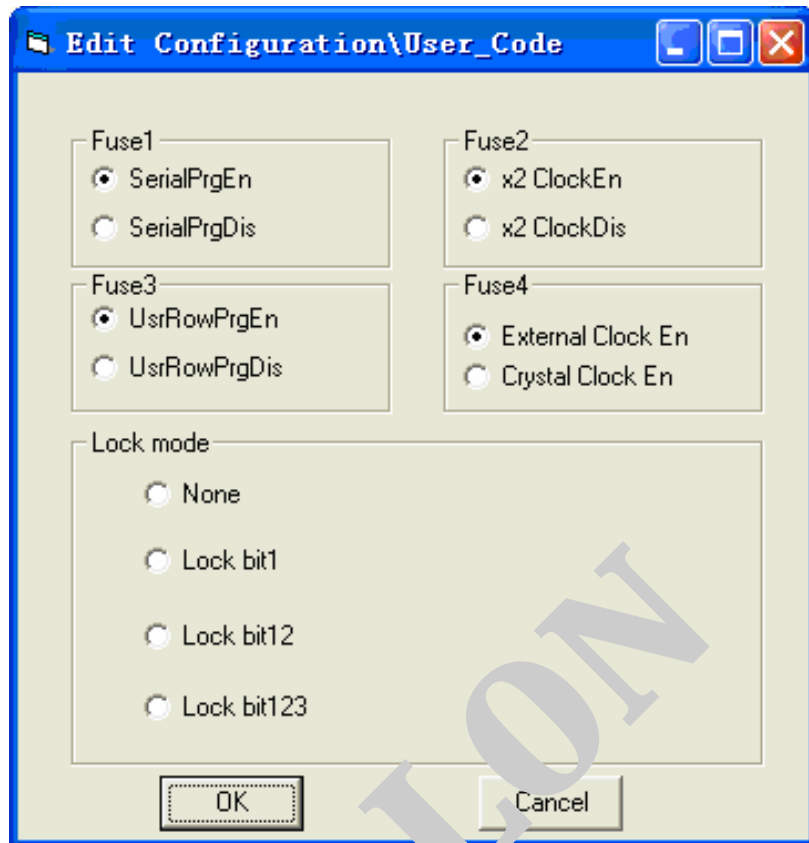 Edit Configuration\User_Code
Fuse1
SerialPrgEn
SerialPrgDis
Fuse2
x2 ClockEn
x2 ClockDis
Fuse3
UsrRowPrgEn
UsrRowPrgDis
Fuse4
External Clock En
Crystal Clock En
Lock mode
None
Lock bit1
Lock bit12
Lock bit123
OK
Cancel
LON